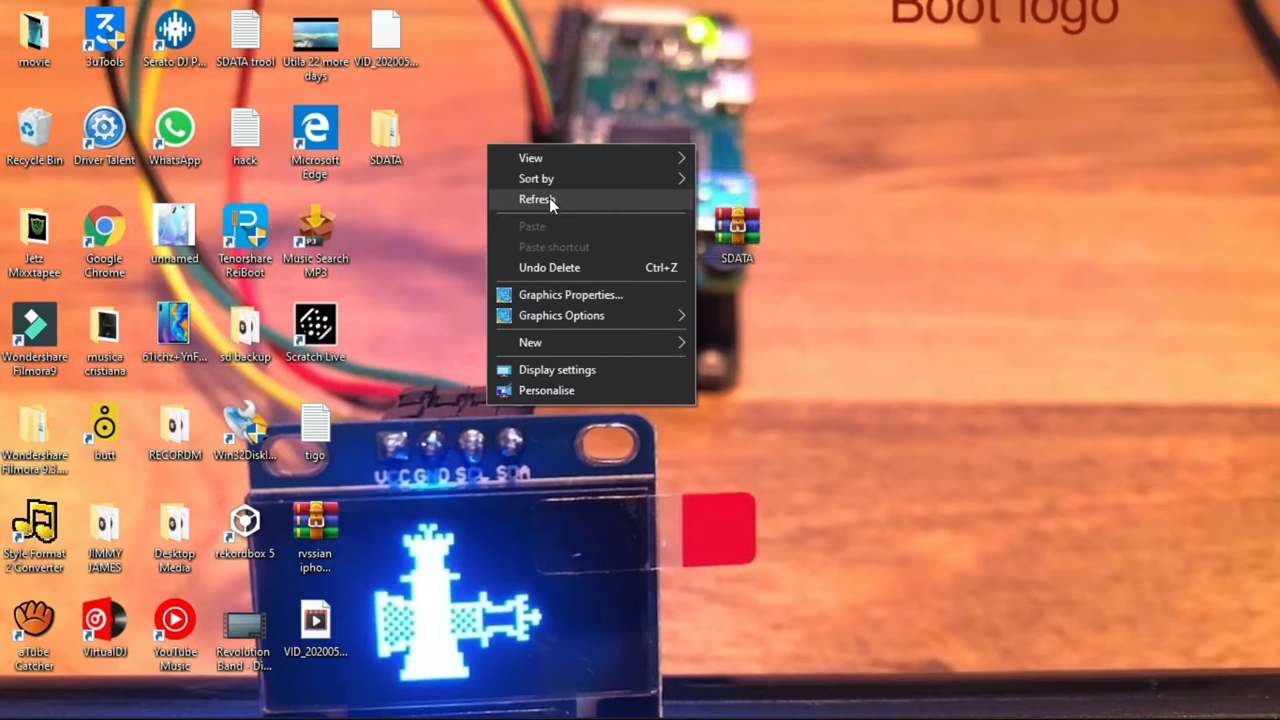 Boot logo
movie
3uTools
Serato DJ P...
SDATA trool
Utila 22 more
days
VID_202005...
Recycle Bin
Driver Talent
WhatsApp
hack
Microsoft
Edge
SDATA
Jetz
Mixxtapee
Google
Chrome
unnamed
Tenorshare
ReiBoot
P3
Music Search
MP3
SDATA
Wondershare
Filmora9
musica
cristiana
61ichz+YnF...
sd backup
Scratch Live
Wondershare
Filmora 9.3....
butt
RECORDM
Win32DiskI...
tigo
Style Format
2 Converter
JIMMY
JAMES
Desktop
Media
rekordbox 5
rvssian
ipho...
aTube
Catcher
VirtualDJ
YouTube
Music
Revolution
Band - Di...
VID_202005...
View
Sort by
Refresh
Paste
Paste shortcut
Undo Delete Ctrl+Z
Graphics Properties...
Graphics Options
New
Display settings
Personalise
VCC GND SCL SDA